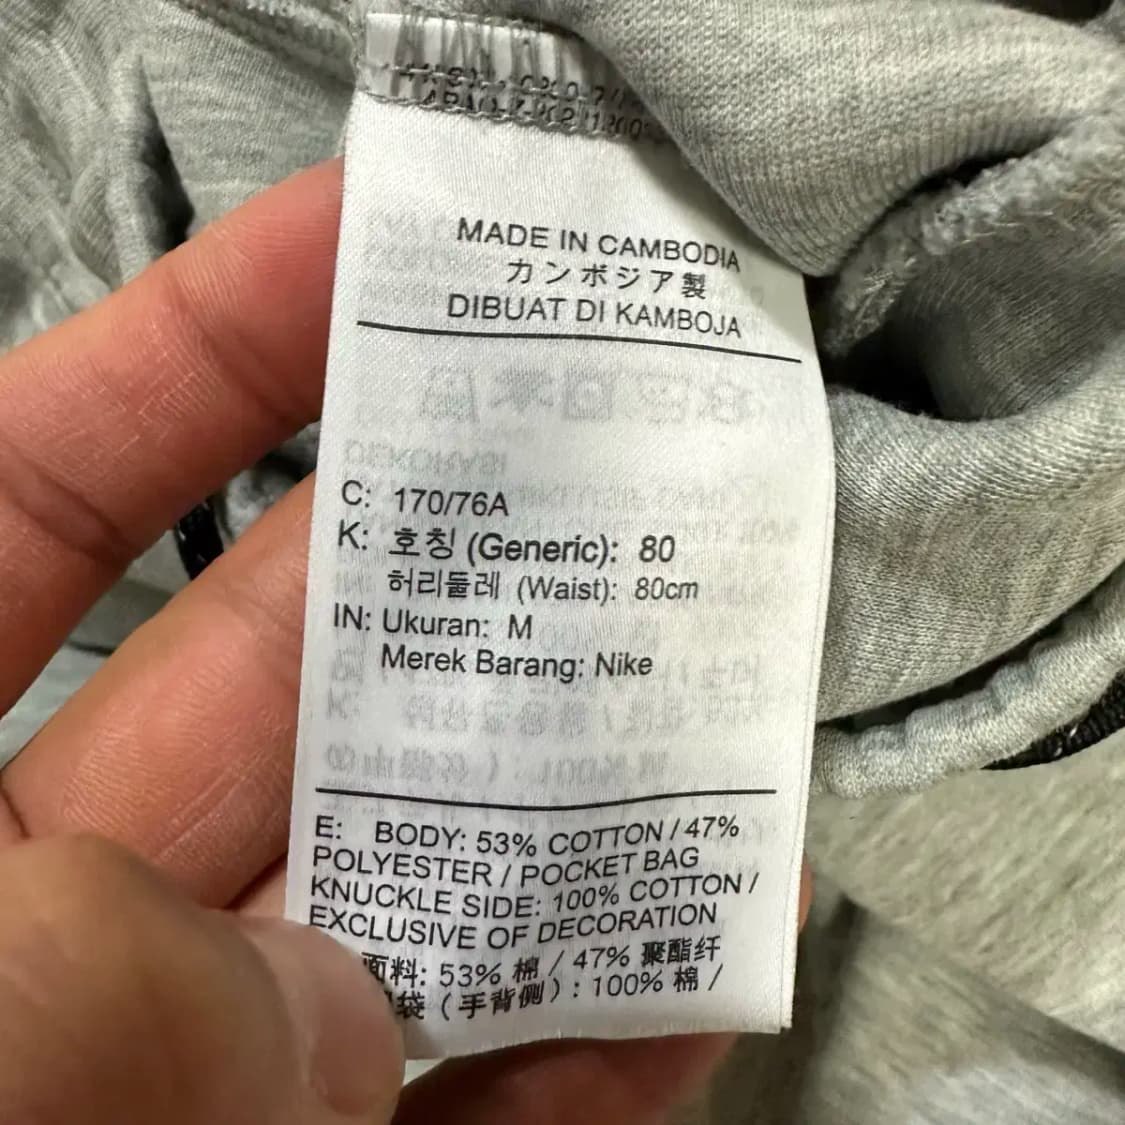 MADE IN CAMBODIA
カンボジア製
DIBUAT DI KAMBOJA
C: 170/76A
K: 호칭 (Generic): 80
허리둘레 (Waist): 80cm
IN: Ukuran: M
Merek Barang: Nike
E: BODY: 53% COTTON / 47%
POLYESTER / POCKET BAG
KNUCKLE SIDE: 100% COTTON /
EXCLUSIVE OF DECORATION
面料: 53% 棉 / 47% 聚酯纤
袋 (手背侧): 100% 棉 /